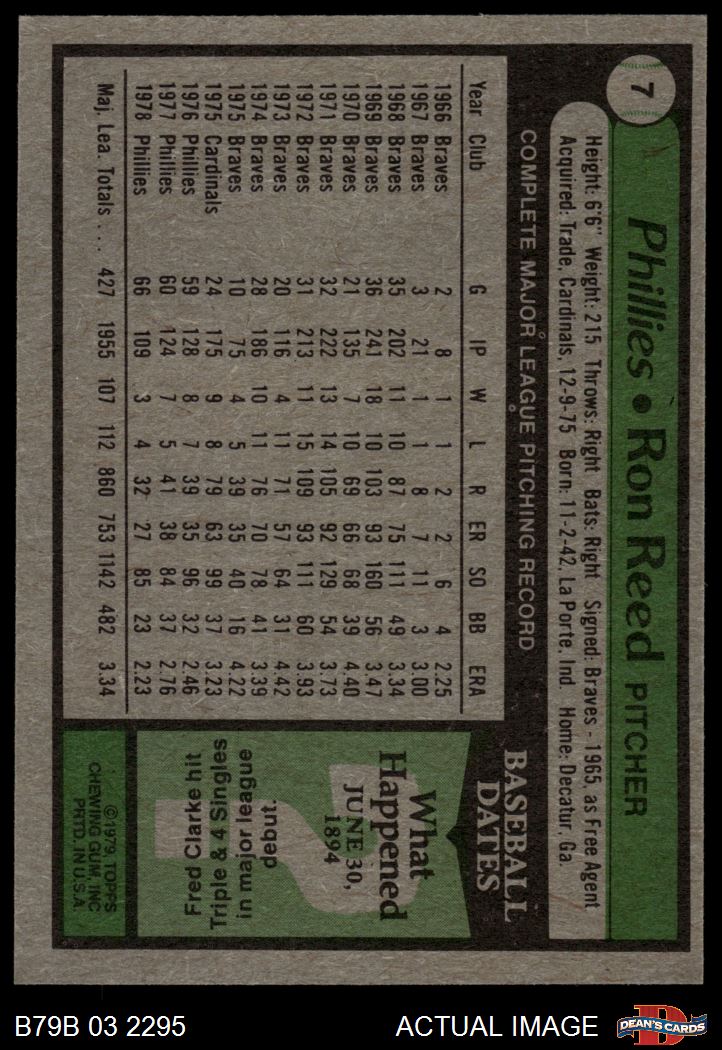 7
Phillies • Ron Reed PITCHER
Height: 6'6" Weight: 215 Throws: Right Bats: Right Signed: Braves - 1965, as Free Agent
Acquired: Trade, Cardinals, 12-9-75 Born: 11-2-42, La Porte, Ind. Home: Decatur, Ga.
COMPLETE MAJOR LEAGUE PITCHING RECORD
Year Club G IP W L R ER SO BB ERA
1966 Braves 2 8 1 1 2 2 6 4 2.25
1967 Braves 3 21 1 1 8 7 11 3 3.00
1968 Braves 35 202 11 10 87 75 111 49 3.34
1969 Braves 36 241 18 10 103 93 160 56 3.47
1970 Braves 21 135 7 10 69 66 68 39 4.40
1971 Braves 32 222 13 14 105 92 129 54 3.73
1972 Braves 31 213 11 15 109 93 111 60 3.93
1973 Braves 20 116 4 11 71 57 64 31 4.42
1974 Braves 28 186 10 11 76 70 78 41 3.39
1975 Braves 10 75 4 5 39 35 40 16 4.22
1975 Cardinals 24 175 9 8 79 63 99 37 3.23
1976 Phillies 59 128 8 7 39 35 96 32 2.46
1977 Phillies 60 124 7 5 41 38 84 37 2.76
1978 Phillies 66 109 3 4 32 27 85 23 2.23
Maj. Lea. Totals . . . 427 1955 107 112 860 753 1142 482 3.34
BASEBALL
DATES
What
Happened
JUNE 30,
1894
Fred Clarke hit
Triple & 4 Singles
in major league
debut.
©1979, TOPPS
CHEWING GUM, INC
PRTD. IN U.S.A.
B79B 03 2295
ACTUAL IMAGE
D
DEAN'S CARDS